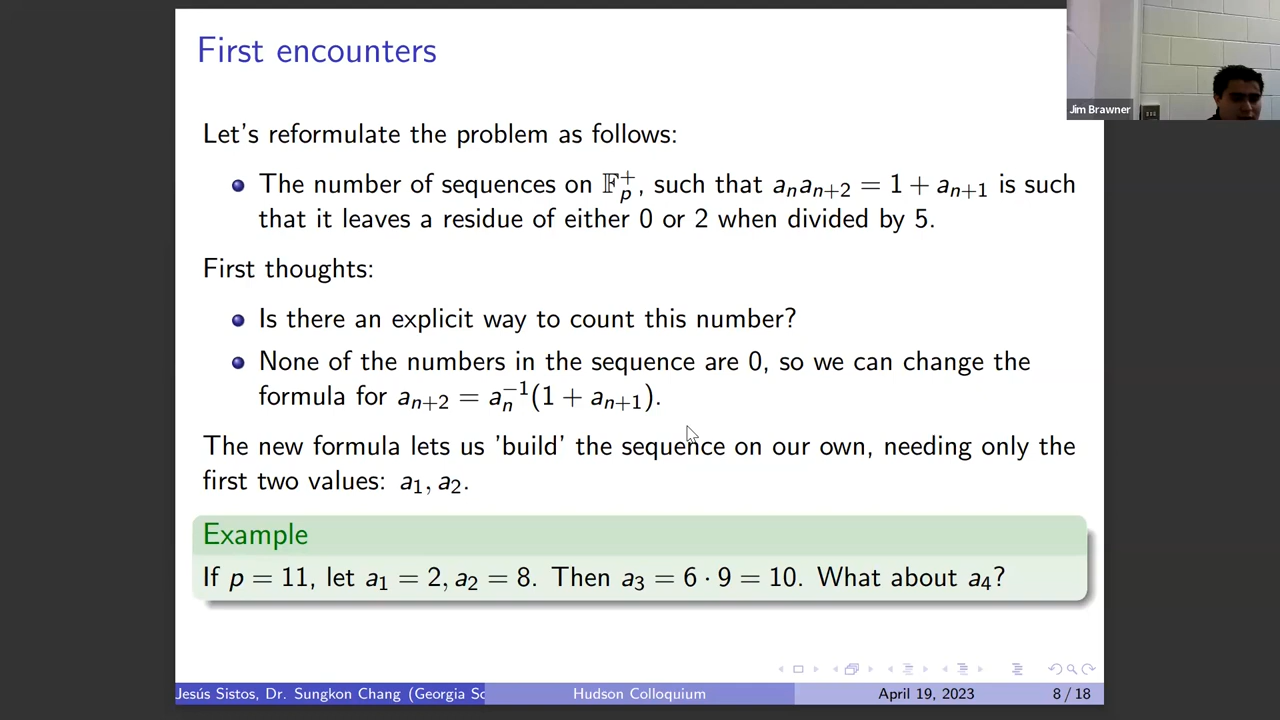 First encounters
Jim Brawner
Let's reformulate the problem as follows:
The number of sequences on 𝔽ₚ⁺, such that aₙaₙ₊₂ = 1 + aₙ₊₁ is such
that it leaves a residue of either 0 or 2 when divided by 5.
First thoughts:
Is there an explicit way to count this number?
None of the numbers in the sequence are 0, so we can change the
formula for aₙ₊₂ = aₙ⁻¹(1 + aₙ₊₁).
The new formula lets us 'build' the sequence on our own, needing only the
first two values: a₁, a₂.
Example
If p = 11, let a₁ = 2, a₂ = 8. Then a₃ = 6 · 9 = 10. What about a₄?
Jesús Sistos, Dr. Sungkon Chang (Georgia So
Hudson Colloquium
April 19, 2023
8 / 18